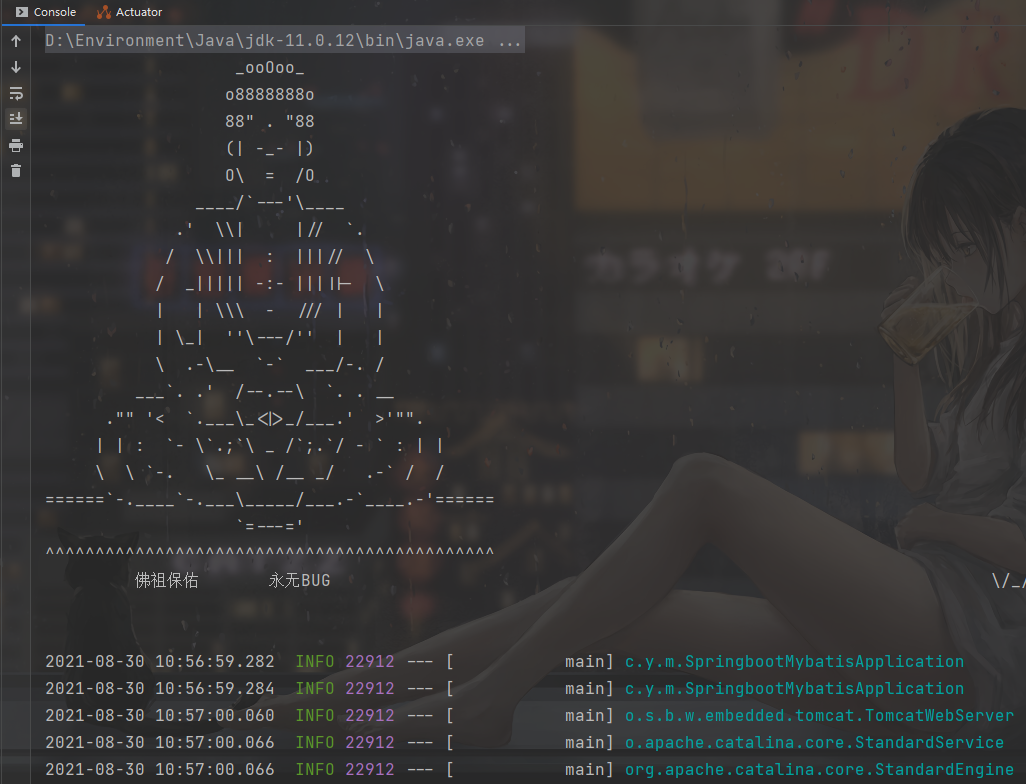 Console Actuator
D:\Environment\Java\jdk-11.0.12\bin\java.exe ...
                   _ooOoo_
                  o8888888o
                  88" . "88
                  (| -_- |)
                  O\  =  /O
               ____/`---'\____
             .'  \\|     |//  `.
            /  \\|||  :  |||//  \
           /  _||||| -:- |||||-  \
           |   | \\\  -  /// |   |
           | \_|  ''\---/''  |   |
           \  .-\__  `-`  ___/-. /
         ___`. .'  /--.--\  `. . __
      ."" '<  `.___\_<|>_/___.'  >'"".
     | | :  `- \`.;`\ _ /`;.`/ - ` : | |
     \  \ `-.   \_ __\ /__ _/   .-` /  /
======`-.____`-.___\_____/___.-`____.-'======
                   `=---='
^^^^^^^^^^^^^^^^^^^^^^^^^^^^^^^^^^^^^^^^^^^^^
佛祖保佑 永无BUG \/_/
カラオケ 2FF
2021-08-30 10:56:59.282 INFO 22912 --- [ main] c.y.m.SpringbootMybatisApplication
2021-08-30 10:56:59.284 INFO 22912 --- [ main] c.y.m.SpringbootMybatisApplication
2021-08-30 10:57:00.060 INFO 22912 --- [ main] o.s.b.w.embedded.tomcat.TomcatWebServer
2021-08-30 10:57:00.066 INFO 22912 --- [ main] o.apache.catalina.core.StandardService
2021-08-30 10:57:00.066 INFO 22912 --- [ main] org.apache.catalina.core.StandardEngine